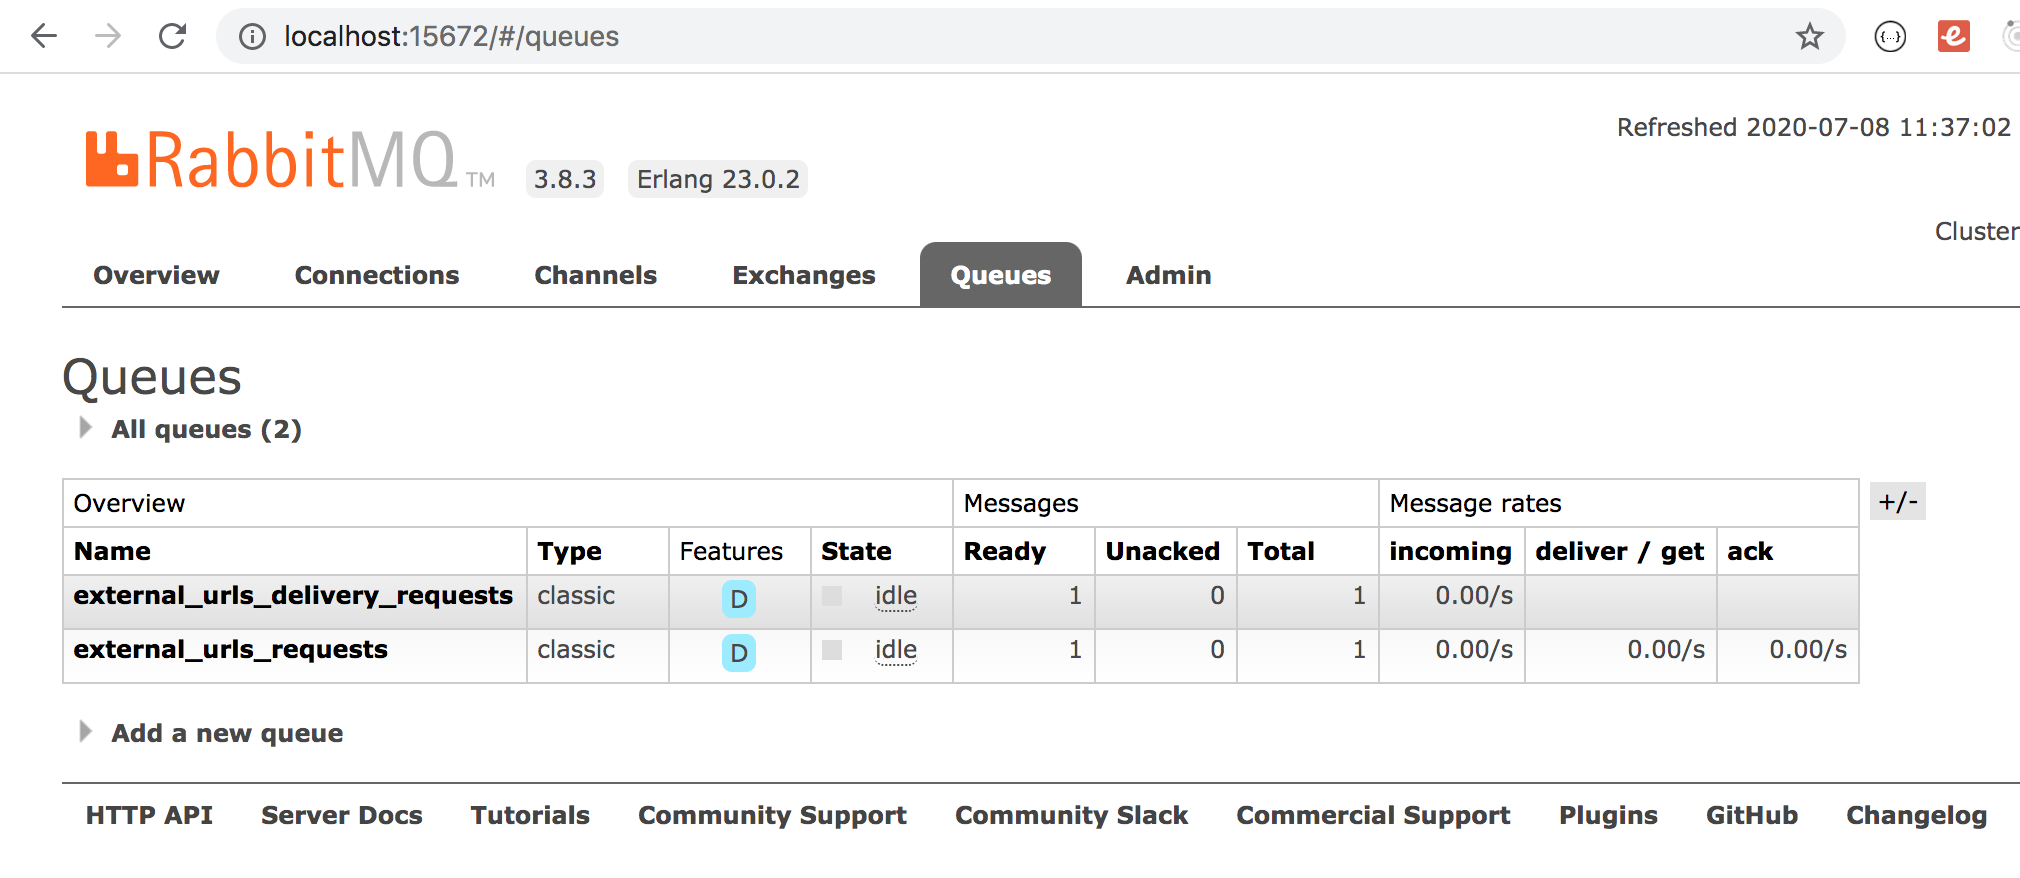 localhost:15672/#/queues
Refreshed 2020-07-08 11:37:02
RabbitMQ TM 3.8.3 Erlang 23.0.2
Cluster
Overview Connections Channels Exchanges Queues Admin
Queues
All queues (2)
Overview Messages Message rates +/-
Name Type Features State Ready Unacked Total incoming deliver / get ack
external_urls_delivery_requests classic D idle 1 0 1 0.00/s
external_urls_requests classic D idle 1 0 1 0.00/s 0.00/s 0.00/s
Add a new queue
HTTP API Server Docs Tutorials Community Support Community Slack Commercial Support Plugins GitHub Changelog